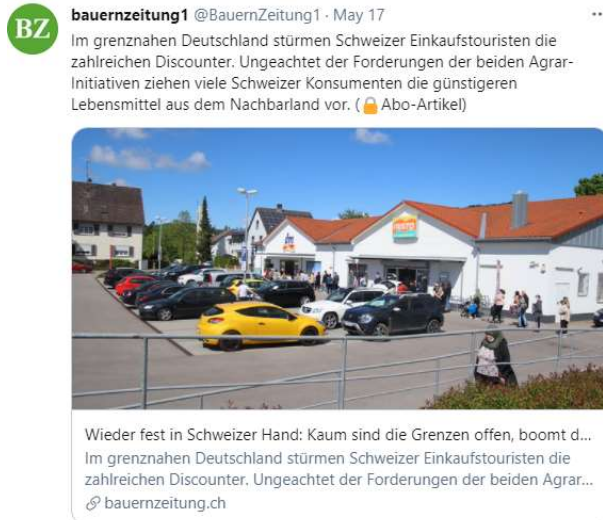 BZ
bauernzeitung1 @BauernZeitung1 · May 17
Im grenznahen Deutschland stürmen Schweizer Einkaufstouristen die
zahlreichen Discounter. Ungeachtet der Forderungen der beiden Agrar-
Initiativen ziehen viele Schweizer Konsumenten die günstigeren
Lebensmittel aus dem Nachbarland vor. (🔒 Abo-Artikel)
Wieder fest in Schweizer Hand: Kaum sind die Grenzen offen, boomt d...
Im grenznahen Deutschland stürmen Schweizer Einkaufstouristen die
zahlreichen Discounter. Ungeachtet der Forderungen der beiden Agrar...
bauernzeitung.ch